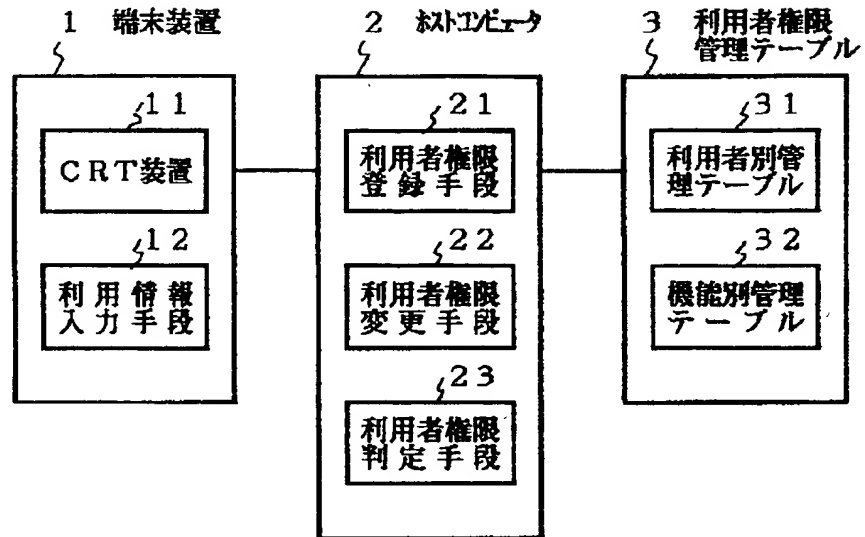 1 端末装置
11
CRT装置
12
利用情報
入力手段
2 ホストコンピュータ
21
利用者権限
登録手段
22
利用者権限
変更手段
23
利用者権限
判定手段
3 利用者権限
管理テーブル
31
利用者別管
理テーブル
32
機能別管理
テーブル